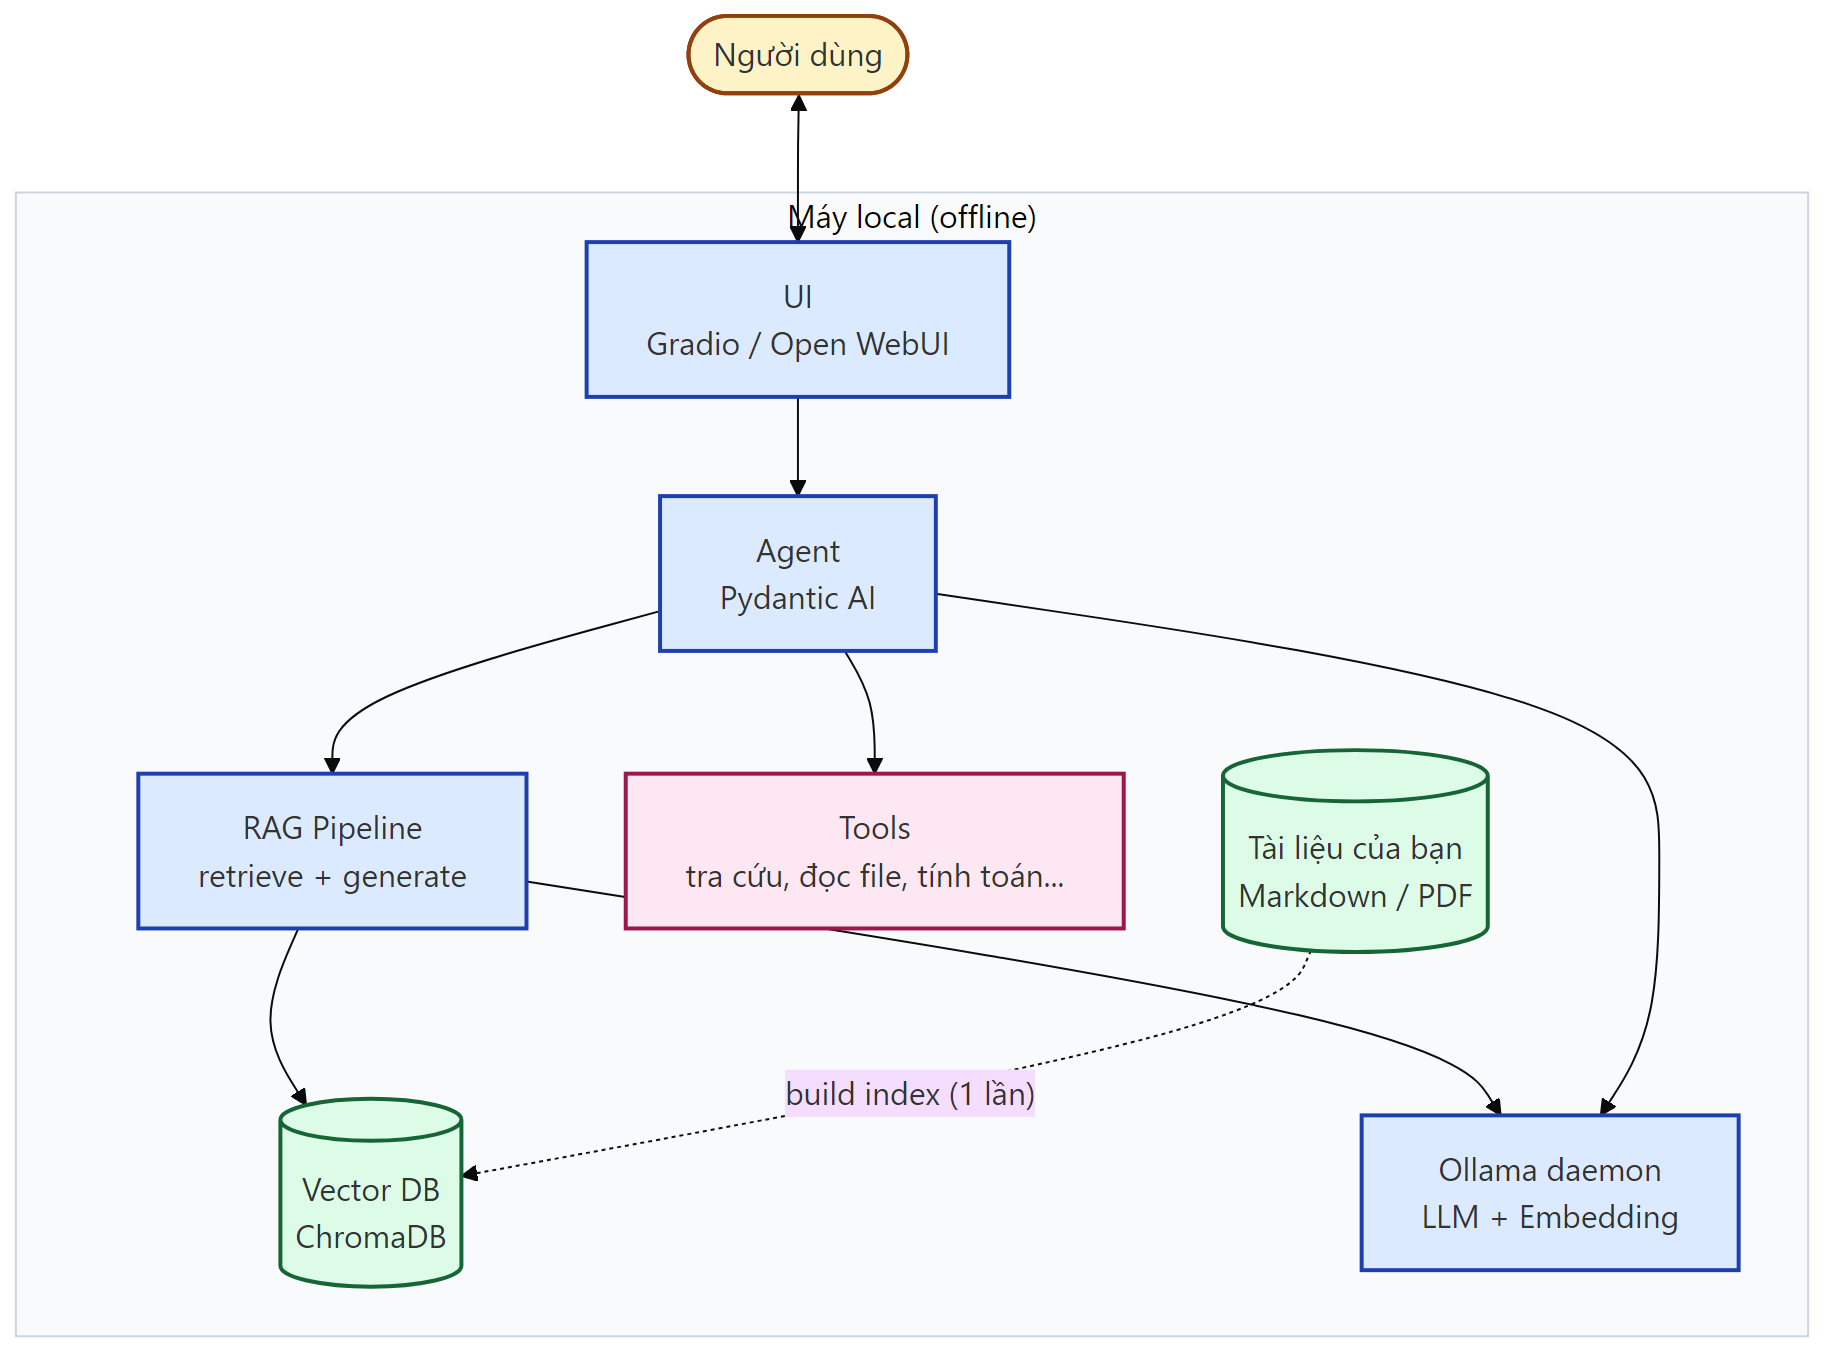 Người dùng
Máy local (offline)
UI
Gradio / Open WebUI
Agent
Pydantic AI
RAG Pipeline
retrieve + generate
Tools
tra cứu, đọc file, tính toán...
Tài liệu của bạn
Markdown / PDF
build index (1 lần)
Vector DB
ChromaDB
Ollama daemon
LLM + Embedding